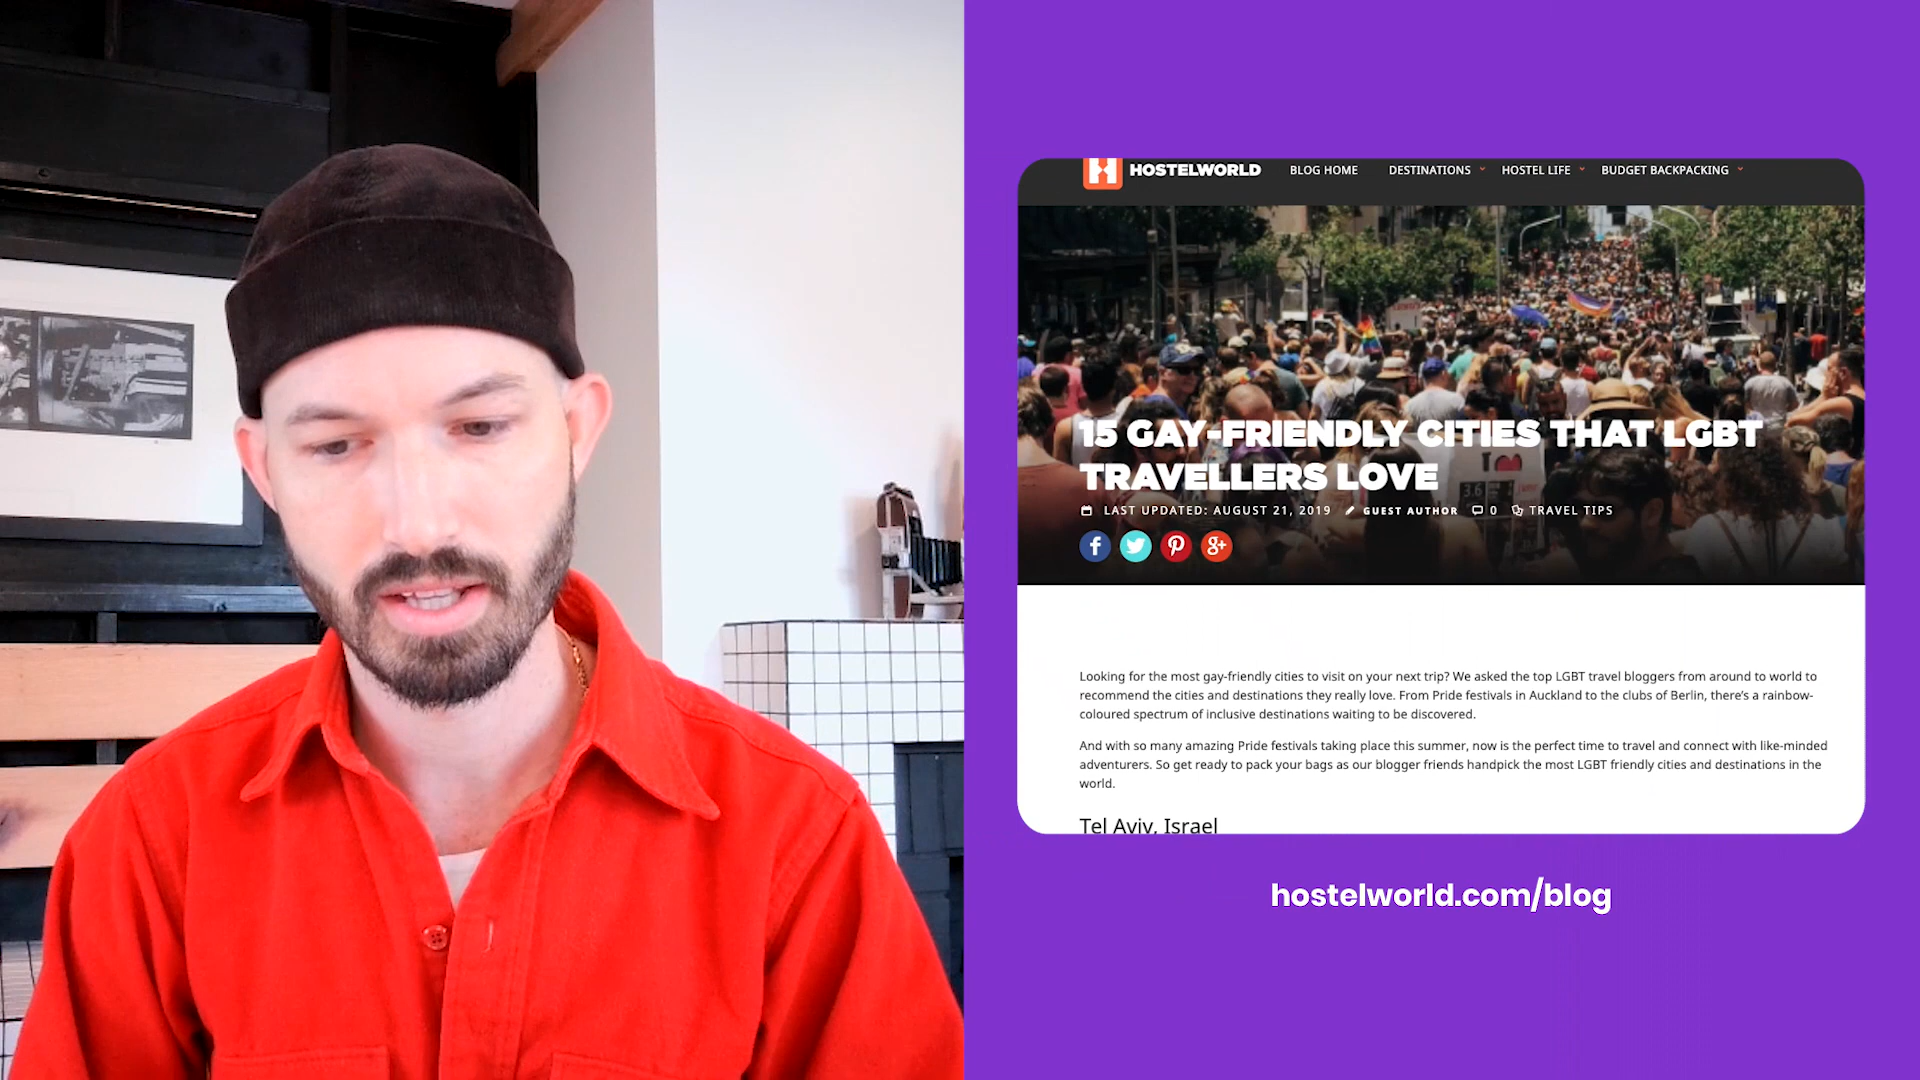 HOSTELWORLD
BLOG HOME
DESTINATIONS
HOSTEL LIFE
BUDGET BACKPACKING
15 GAY-FRIENDLY CITIES THAT LGBT
TRAVELLERS LOVE
LAST UPDATED: AUGUST 21, 2019 GUEST AUTHOR 0 TRAVEL TIPS
Looking for the most gay-friendly cities to visit on your next trip? We asked the top LGBT travel bloggers from around to world to
recommend the cities and destinations they really love. From Pride festivals in Auckland to the clubs of Berlin, there's a rainbow-
coloured spectrum of inclusive destinations waiting to be discovered.
And with so many amazing Pride festivals taking place this summer, now is the perfect time to travel and connect with like-minded
adventurers. So get ready to pack your bags as our blogger friends handpick the most LGBT friendly cities and destinations in the
world.
Tel Aviv, Israel
hostelworld.com/blog